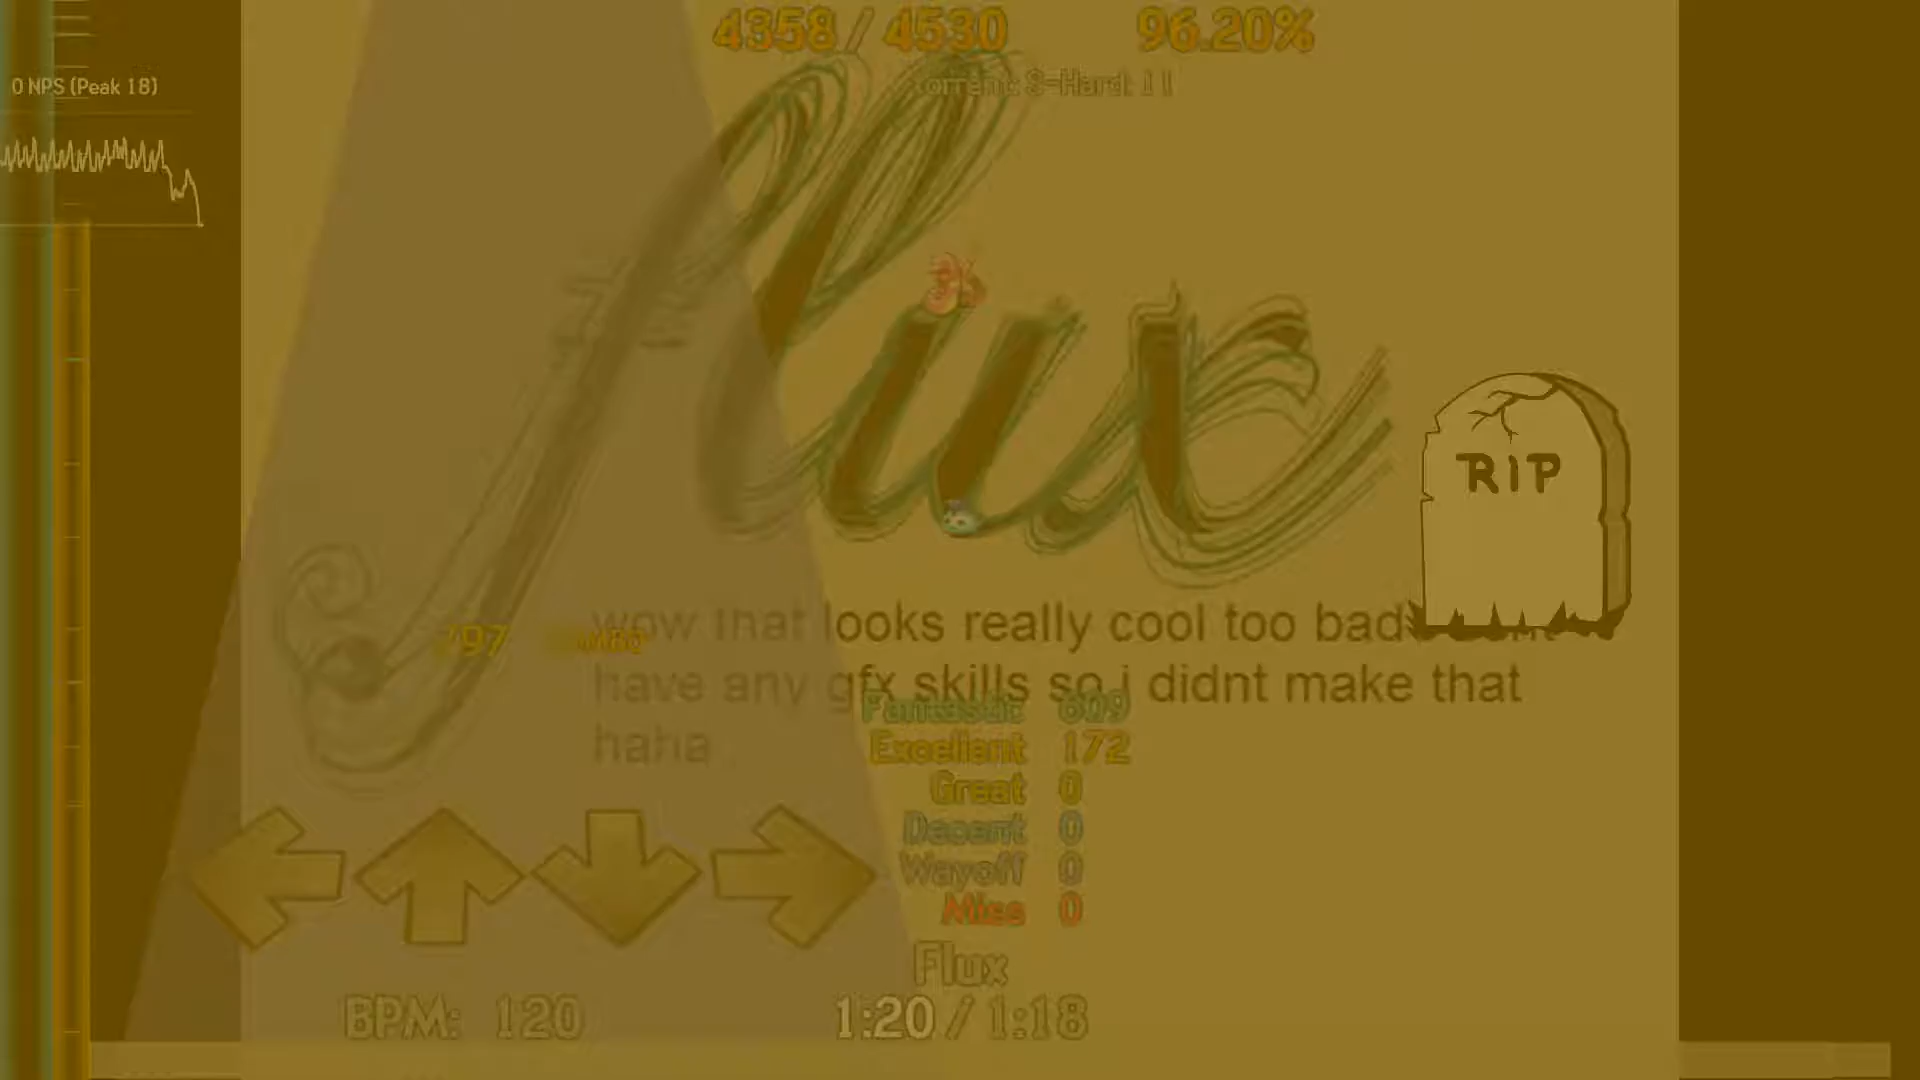 4358 / 4530 96.20%
0 NPS (Peak 18)
S-Hard: 11
flux
RIP
wow that looks really cool too bad
have any gfx skills so i didnt make that
haha
Fantastic 609
Excellent 172
Great 0
Decent 0
Wayoff 0
Miss 0
Flux
BPM: 120
1:20 / 1:18